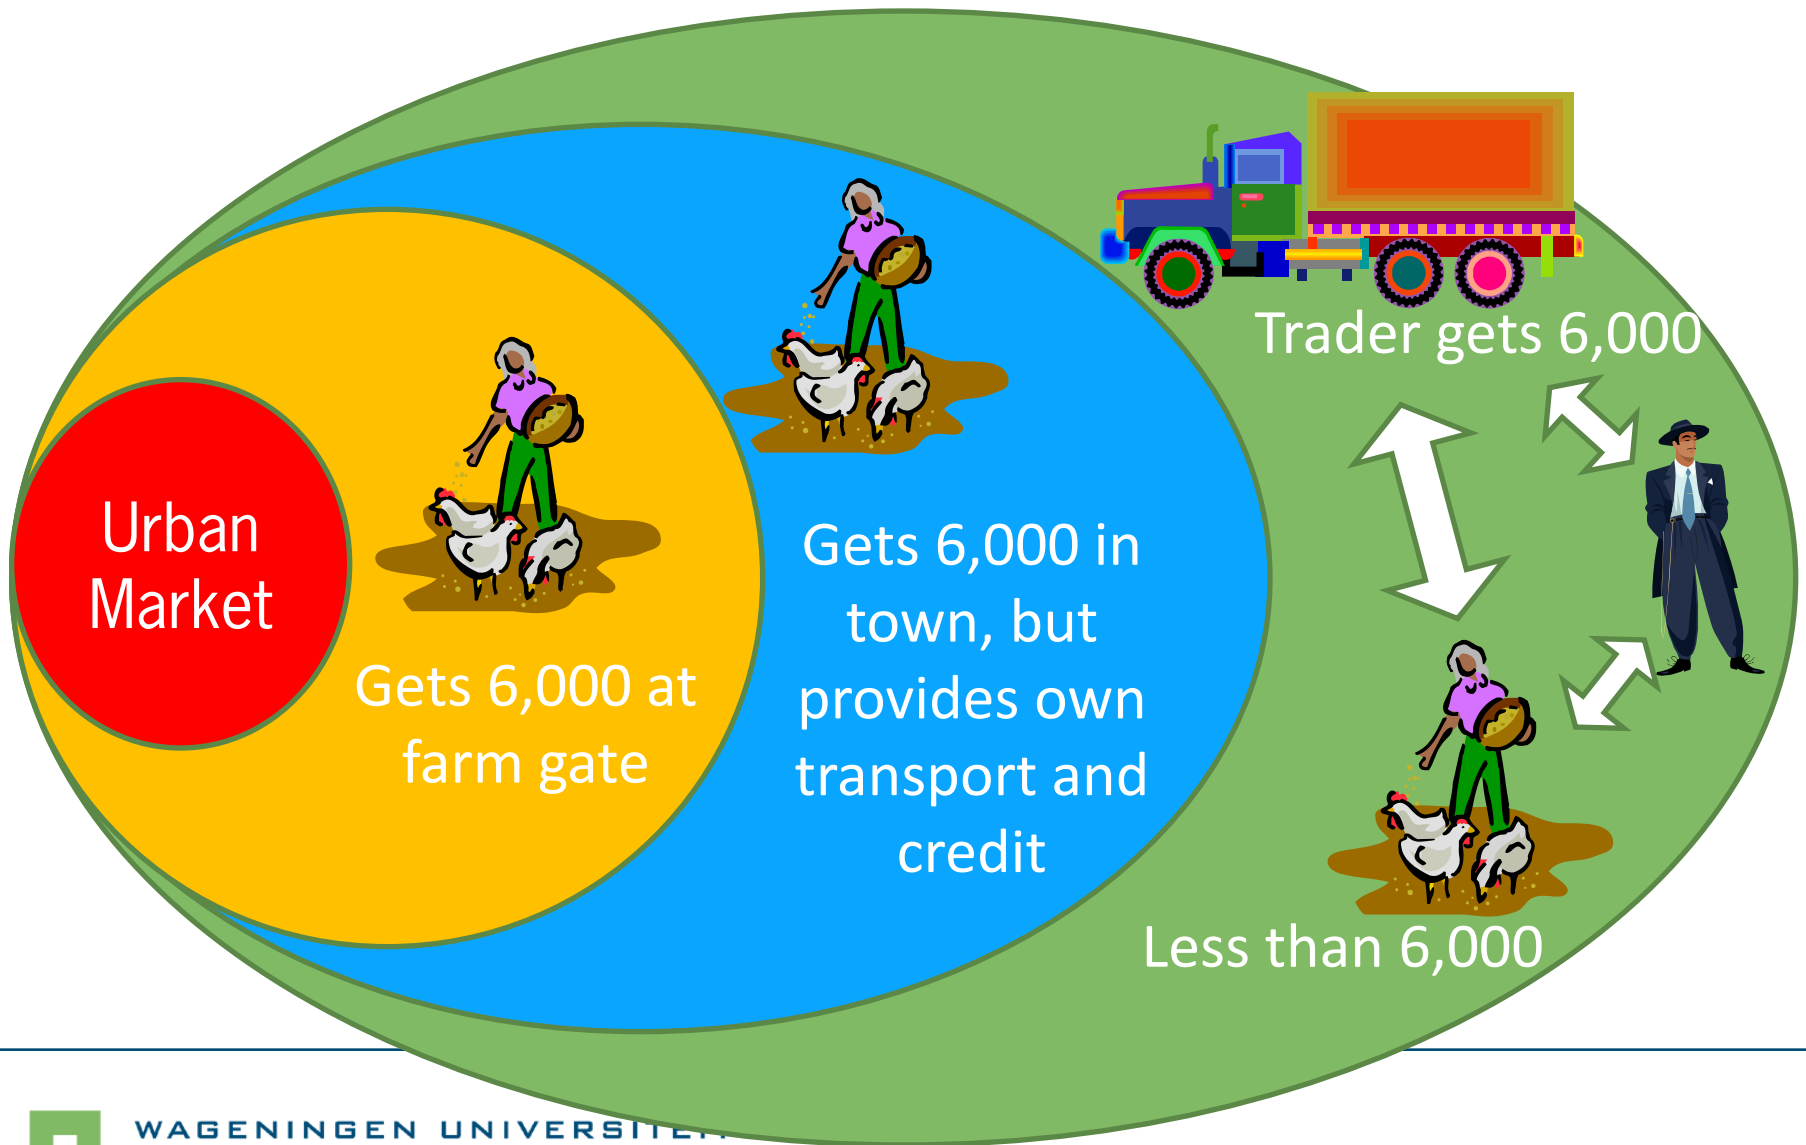 Urban
Market
Gets 6,000 at
farm gate
Gets 6,000 in
town, but
provides own
transport and
credit
Trader gets 6,000
Less than 6,000
WAGENINGEN